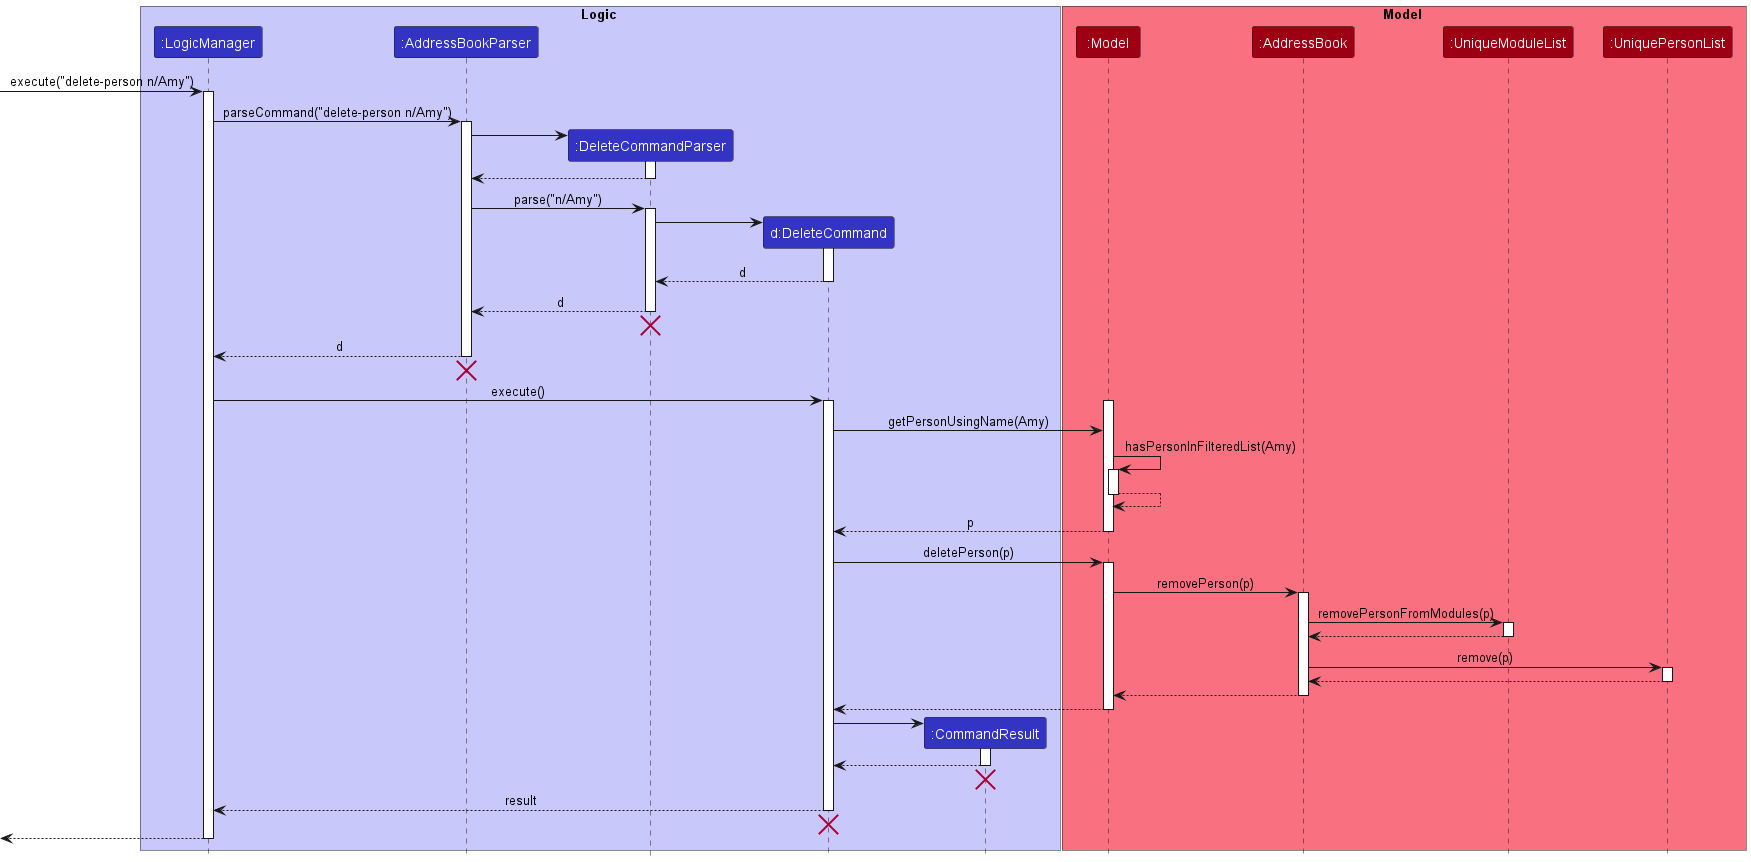 Logic
Model
:LogicManager
:AddressBookParser
:Model
:AddressBook
:UniqueModuleList
:UniquePersonList
execute("delete-person n/Amy")
parseCommand("delete-person n/Amy")
:DeleteCommandParser
parse("n/Amy")
d:DeleteCommand
d
d
d
execute()
getPersonUsingName(Amy)
hasPersonInFilteredList(Amy)
p
deletePerson(p)
removePerson(p)
removePersonFromModules(p)
remove(p)
:CommandResult
result